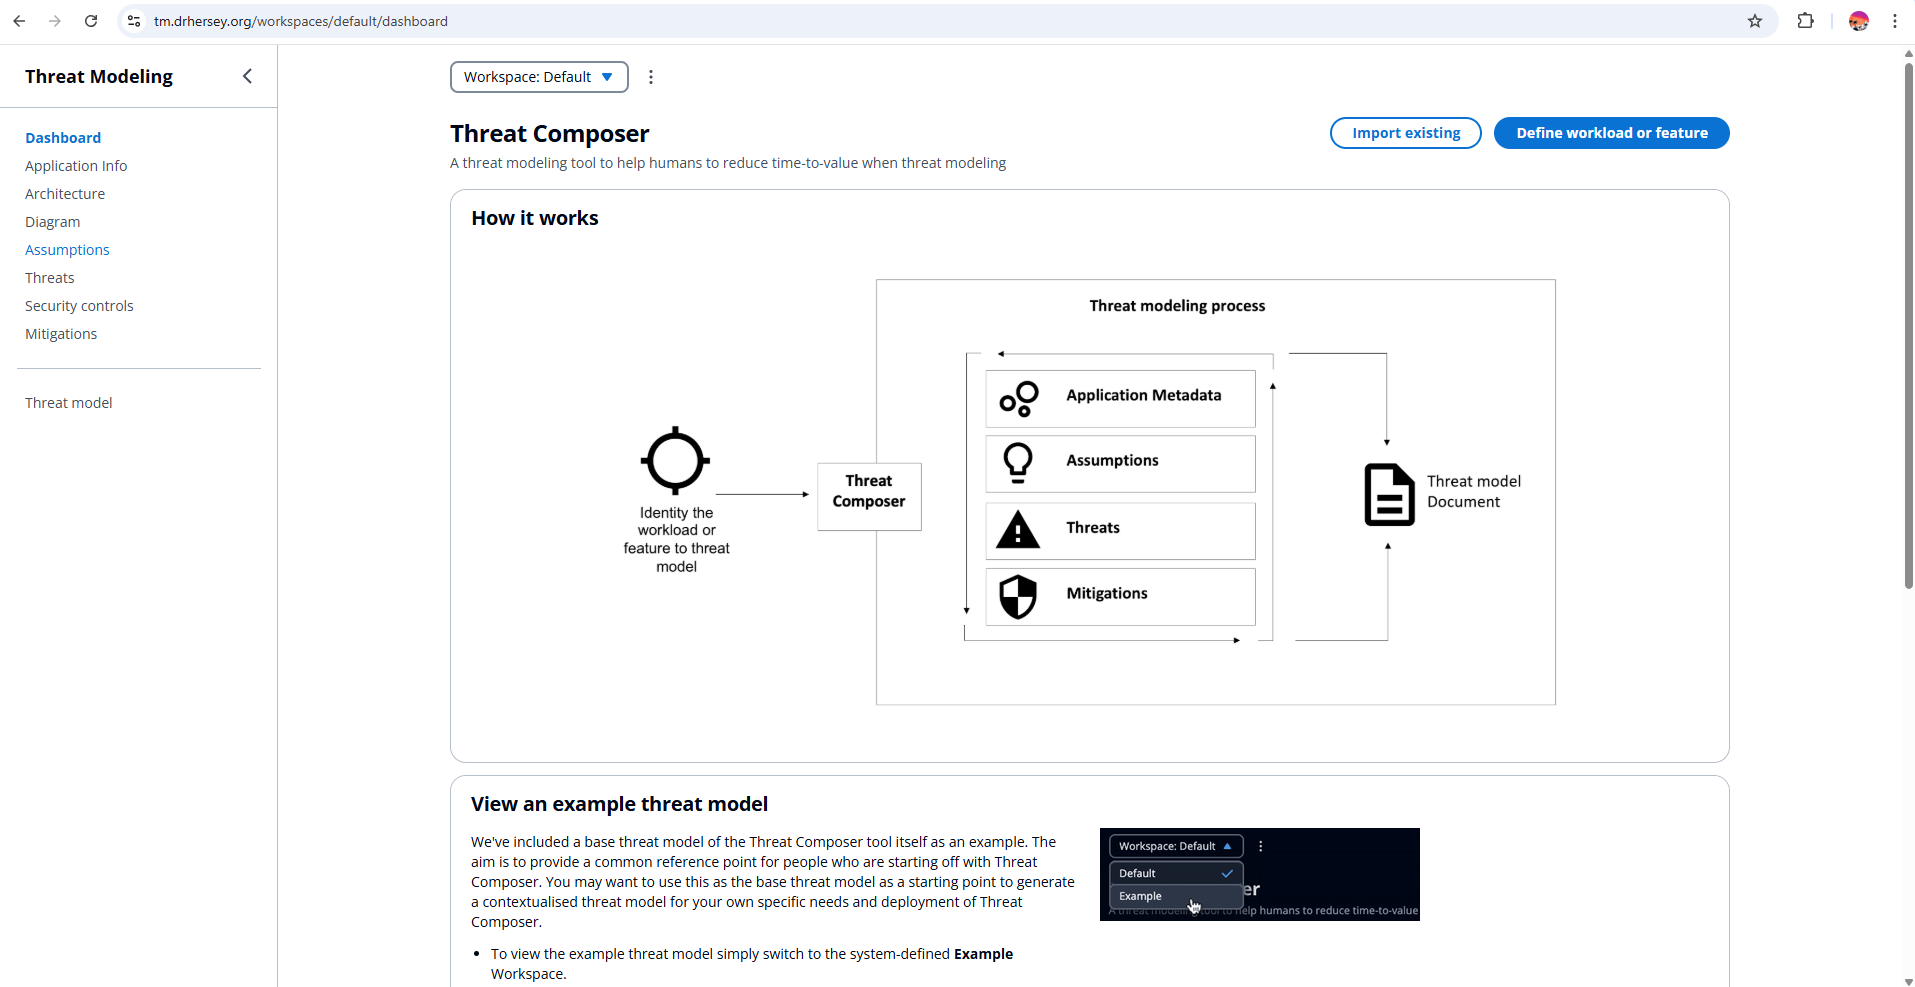 tm.drhersey.org/workspaces/default/dashboard
Threat Modeling
Dashboard
Application Info
Architecture
Diagram
Assumptions
Threats
Security controls
Mitigations
Threat model
Workspace: Default
Threat Composer
A threat modeling tool to help humans to reduce time-to-value when threat modeling
Import existing
Define workload or feature
How it works
Threat modeling process
Identity the
workload or
feature to threat
model
Threat
Composer
Application Metadata
Assumptions
Threats
Mitigations
Threat model
Document
View an example threat model
We've included a base threat model of the Threat Composer tool itself as an example. The
aim is to provide a common reference point for people who are starting off with Threat
Composer. You may want to use this as the base threat model as a starting point to generate
a contextualised threat model for your own specific needs and deployment of Threat
Composer.
• To view the example threat model simply switch to the system-defined Example
Workspace.
Workspace: Default
Default
Example
er
A threat modeling tool to help humans to reduce time-to-value